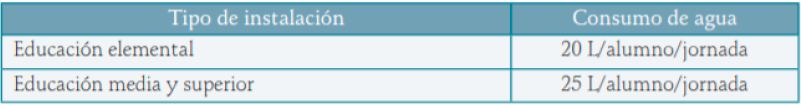 Tipo de instalación Consumo de agua
Educación elemental 20 L/alumno/jornada
Educación media y superior 25 L/alumno/jornada